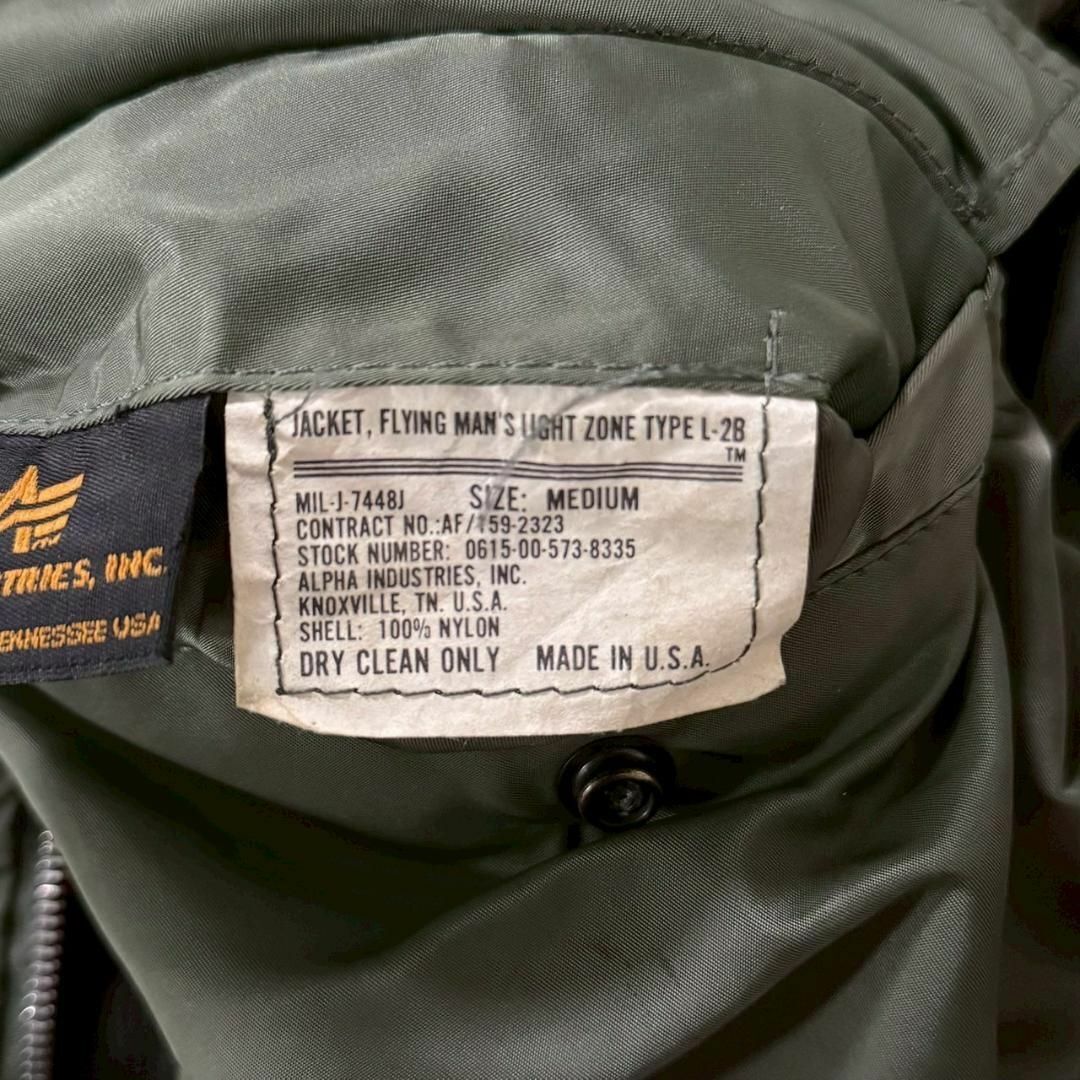 JACKET, FLYING MAN'S LIGHT ZONE TYPE L-2B
TM
MIL-J-7448J SIZE: MEDIUM
CONTRACT NO.:AF/159-2323
STOCK NUMBER: 0615-00-573-8335
ALPHA INDUSTRIES, INC.
KNOXVILLE, TN. U.S.A.
SHELL: 100% NYLON
DRY CLEAN ONLY MADE IN U.S.A.
STRIES, INC.
ENNESSEE USA